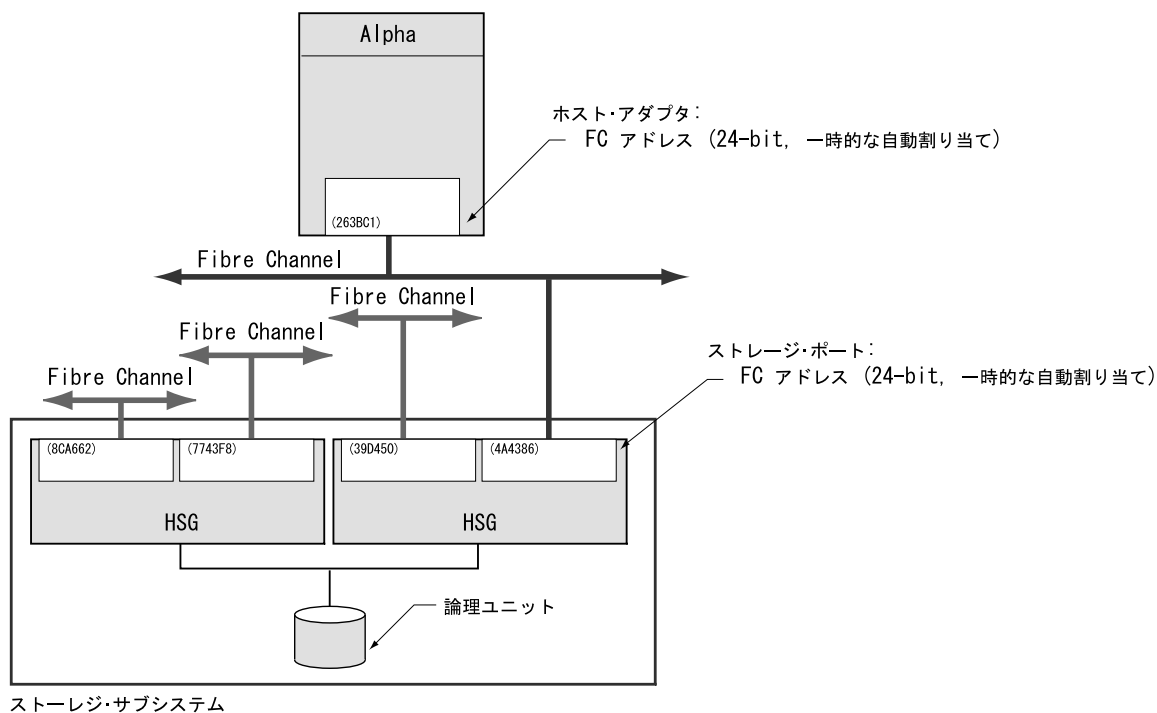 Alpha
ホスト・アダプタ:
FC アドレス (24-bit, 一時的な自動割り当て)
(263BC1)
Fibre Channel
Fibre Channel
Fibre Channel
Fibre Channel
ストレージ・ポート:
FC アドレス (24-bit, 一時的な自動割り当て)
(8CA662)
(7743F8)
(39D450)
(4A4386)
HSG
HSG
論理ユニット
ストーレジ・サブシステム